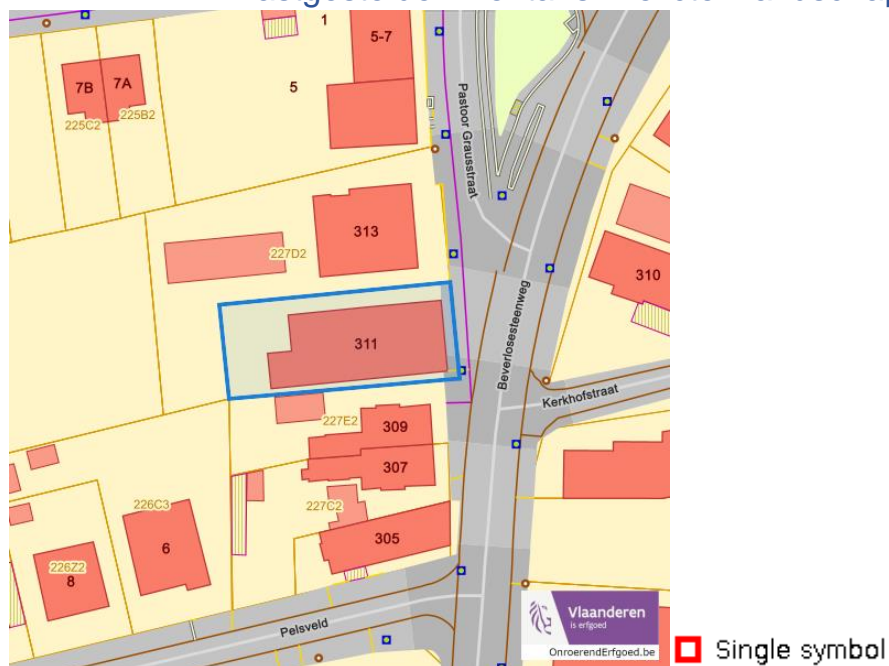 1
5-7
5
7B
7A
225C2
225B2
Pastoor Grausstraat
313
227D2
310
311
Beverlosesteenweg
Kerkhofstraat
227E2
309
307
226C3
227C2
305
6
226Z2
8
Pelsveld
Vlaanderen
is erfgoed
OnroerendErfgoed.be
Single symbol